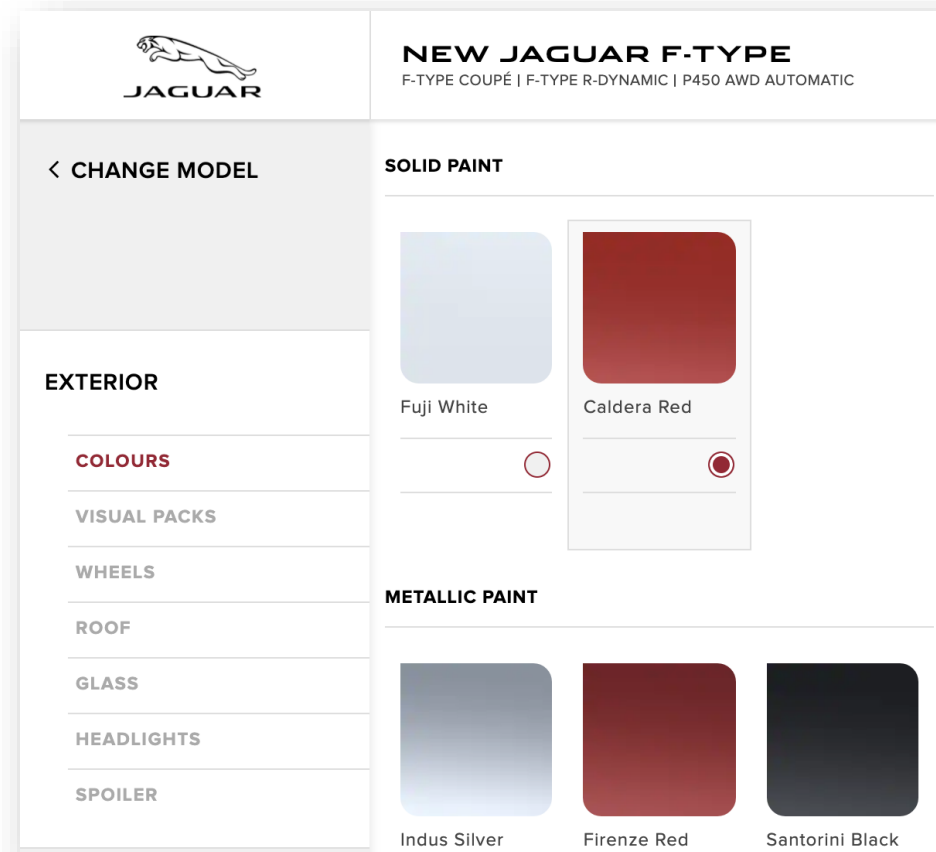 JAGUAR
NEW JAGUAR F-TYPE
F-TYPE COUPÉ | F-TYPE R-DYNAMIC | P450 AWD AUTOMATIC
CHANGE MODEL
EXTERIOR
COLOURS
VISUAL PACKS
WHEELS
ROOF
GLASS
HEADLIGHTS
SPOILER
SOLID PAINT
Fuji White
Caldera Red
METALLIC PAINT
Indus Silver
Firenze Red
Santorini Black